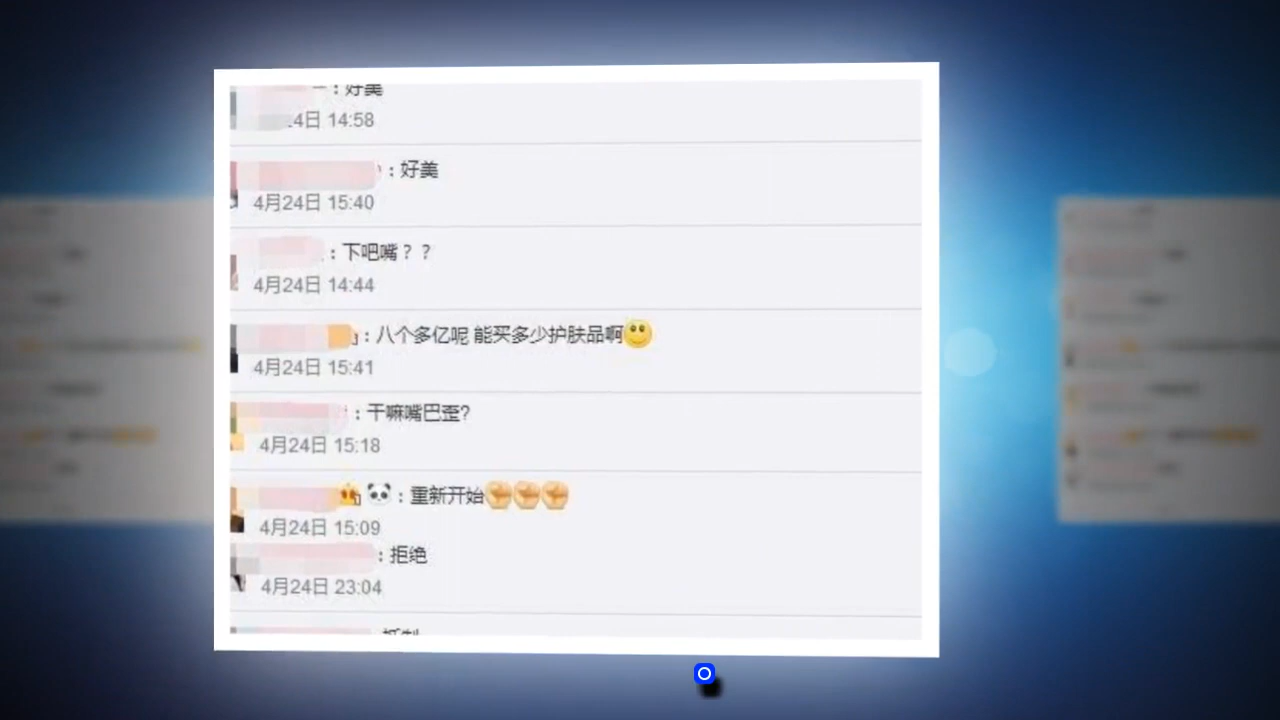 ：好美
4日 14:58
：好美
4月24日 15:40
：下吧嘴？？
4月24日 14:44
：八个多亿呢 能买多少护肤品啊
4月24日 15:41
：干嘛嘴巴歪?
4月24日 15:18
：重新开始
4月24日 15:09
：拒绝
4月24日 23:04